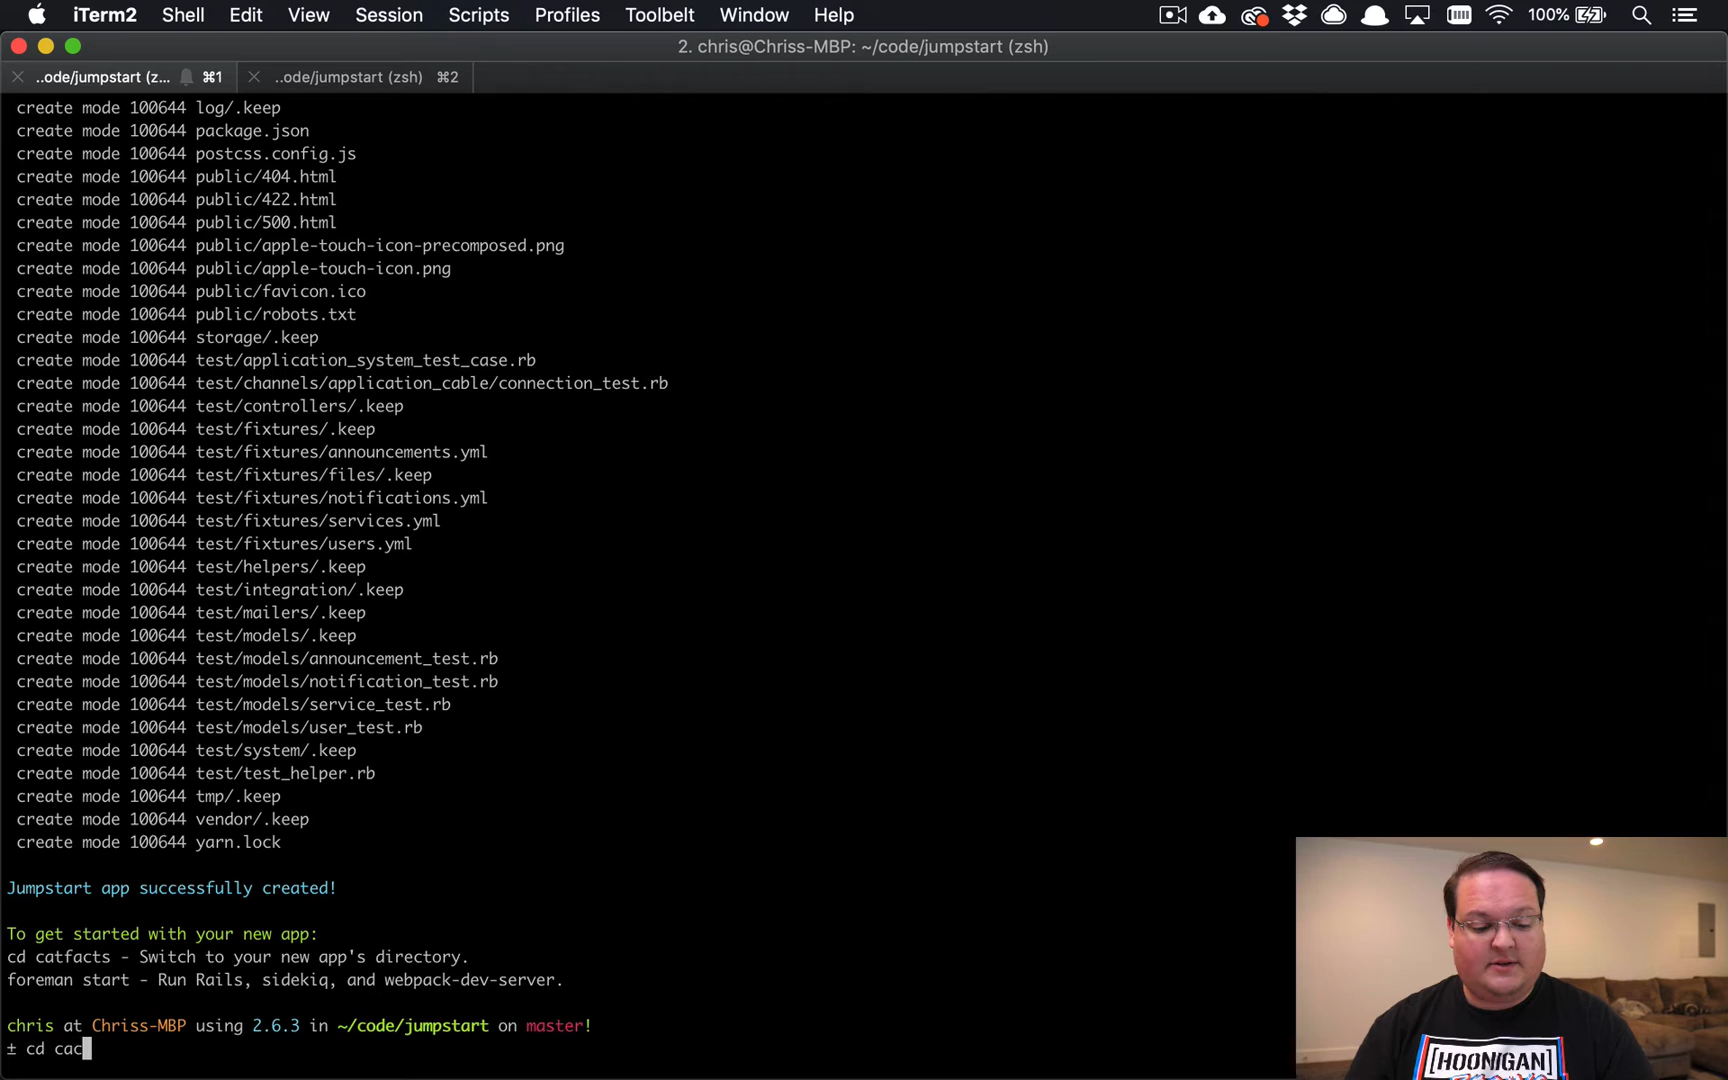 iTerm2 Shell Edit View Session Scripts Profiles Toolbelt Window Help 100%
2. chris@Chriss-MBP: ~/code/jumpstart (zsh)
..ode/jumpstart (z... ⌘1 ..ode/jumpstart (zsh) ⌘2
create mode 100644 log/.keep
create mode 100644 package.json
create mode 100644 postcss.config.js
create mode 100644 public/404.html
create mode 100644 public/422.html
create mode 100644 public/500.html
create mode 100644 public/apple-touch-icon-precomposed.png
create mode 100644 public/apple-touch-icon.png
create mode 100644 public/favicon.ico
create mode 100644 public/robots.txt
create mode 100644 storage/.keep
create mode 100644 test/application_system_test_case.rb
create mode 100644 test/channels/application_cable/connection_test.rb
create mode 100644 test/controllers/.keep
create mode 100644 test/fixtures/.keep
create mode 100644 test/fixtures/announcements.yml
create mode 100644 test/fixtures/files/.keep
create mode 100644 test/fixtures/notifications.yml
create mode 100644 test/fixtures/services.yml
create mode 100644 test/fixtures/users.yml
create mode 100644 test/helpers/.keep
create mode 100644 test/integration/.keep
create mode 100644 test/mailers/.keep
create mode 100644 test/models/.keep
create mode 100644 test/models/announcement_test.rb
create mode 100644 test/models/notification_test.rb
create mode 100644 test/models/service_test.rb
create mode 100644 test/models/user_test.rb
create mode 100644 test/system/.keep
create mode 100644 test/test_helper.rb
create mode 100644 tmp/.keep
create mode 100644 vendor/.keep
create mode 100644 yarn.lock
Jumpstart app successfully created!
To get started with your new app:
cd catfacts - Switch to your new app's directory.
foreman start - Run Rails, sidekiq, and webpack-dev-server.
chris at Chriss-MBP using 2.6.3 in ~/code/jumpstart on master!
± cd cac
[HOONIGAN]